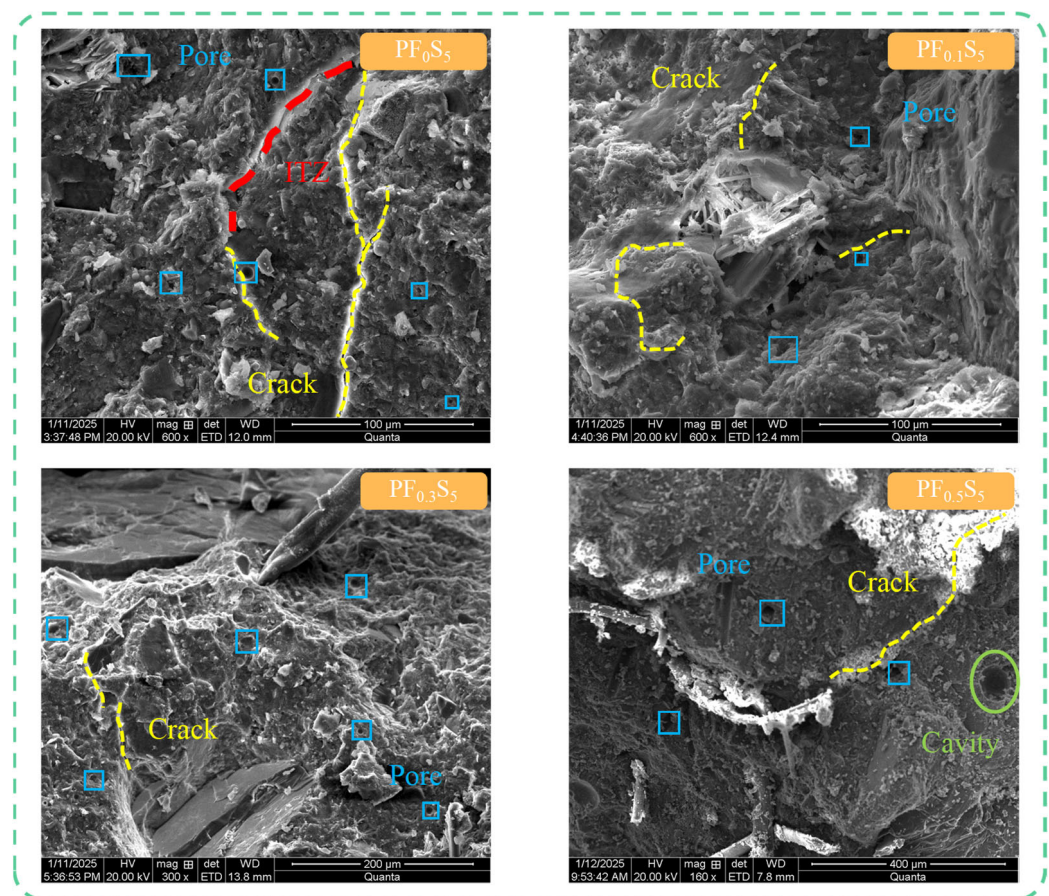 Pore
PF₀S₅
ITZ
Crack
1/11/2025 HV mag ⊞ det WD 100 µm
3:37:48 PM 20.00 kV 600 x ETD 12.0 mm Quanta
PF₀.₁S₅
Crack
Pore
1/11/2025 HV mag ⊞ det WD 100 µm
4:40:36 PM 20.00 kV 600 x ETD 12.4 mm Quanta
PF₀.₃S₅
Crack
Pore
1/11/2025 HV mag ⊞ det WD 200 µm
5:36:53 PM 20.00 kV 300 x ETD 13.8 mm Quanta
PF₀.₅S₅
Pore
Crack
Cavity
1/12/2025 HV mag ⊞ det WD 400 µm
9:53:42 AM 20.00 kV 160 x ETD 7.8 mm Quanta